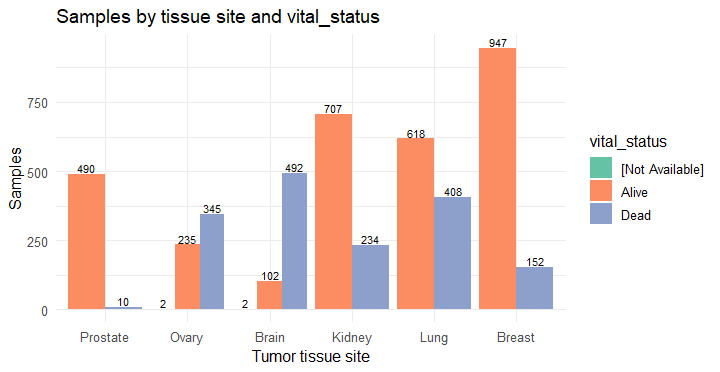 Samples by tissue site and vital_status
947
750
707
618
500
490
492
408
345
250
235
234
152
102
10
2
2
0
Samples
Prostate Ovary Brain Kidney Lung Breast
Tumor tissue site
vital_status
[Not Available]
Alive
Dead